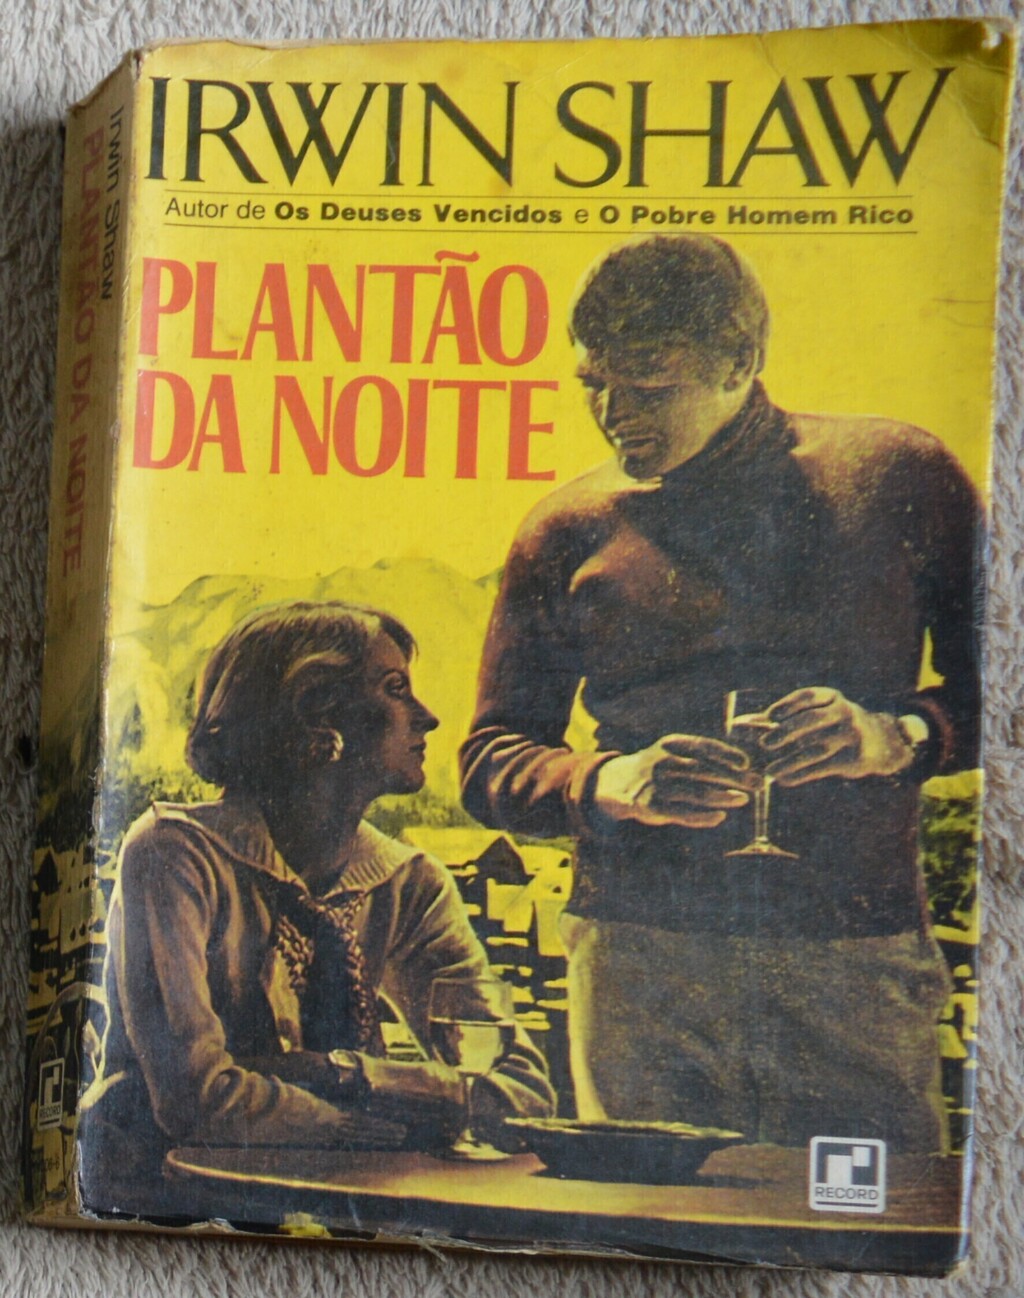 IRWIN SHAW
Autor de Os Deuses Vencidos e O Pobre Homem Rico
PLANTÃO
DA NOITE
RECORD
Irwin Shaw
PLANTÃO DA NOITE
RECORD